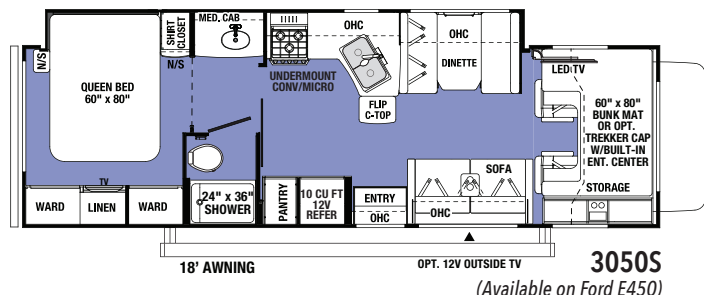 N/S
QUEEN BED
60" x 80"
SHIRT
CLOSET
N/S
MED. CAB
OHC
UNDERMOUNT
CONV/MICRO
FLIP
C-TOP
OHC
DINETTE
LED TV
60" x 80"
BUNK MAT
OR OPT.
TREKKER CAP
W/BUILT-IN
ENT. CENTER
STORAGE
TV
WARD
LINEN
WARD
24" x 36"
SHOWER
PANTRY
10 CU FT
12V
REFER
ENTRY
OHC
SOFA
OHC
18' AWNING
OPT. 12V OUTSIDE TV
3050S
(Available on Ford E450)